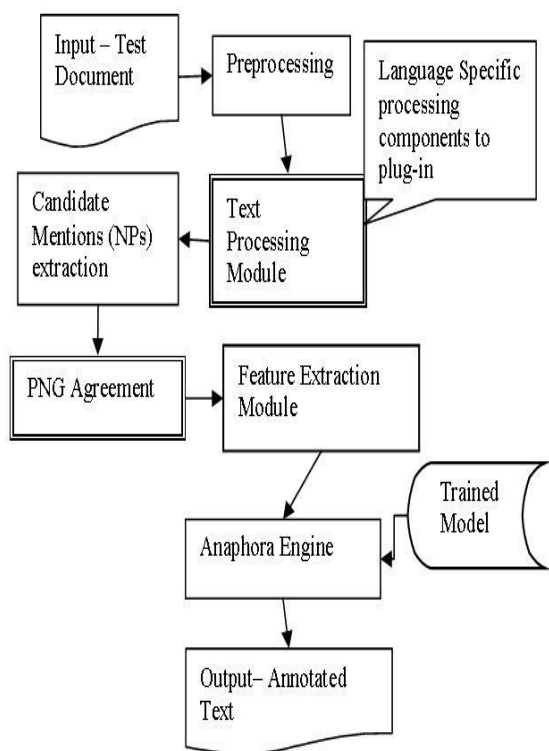 Input – Test
Document
Preprocessing
Language Specific
processing
components to
plug-in
Text
Processing
Module
Candidate
Mentions (NPs)
extraction
PNG Agreement
Feature Extraction
Module
Trained
Model
Anaphora Engine
Output– Annotated
Text